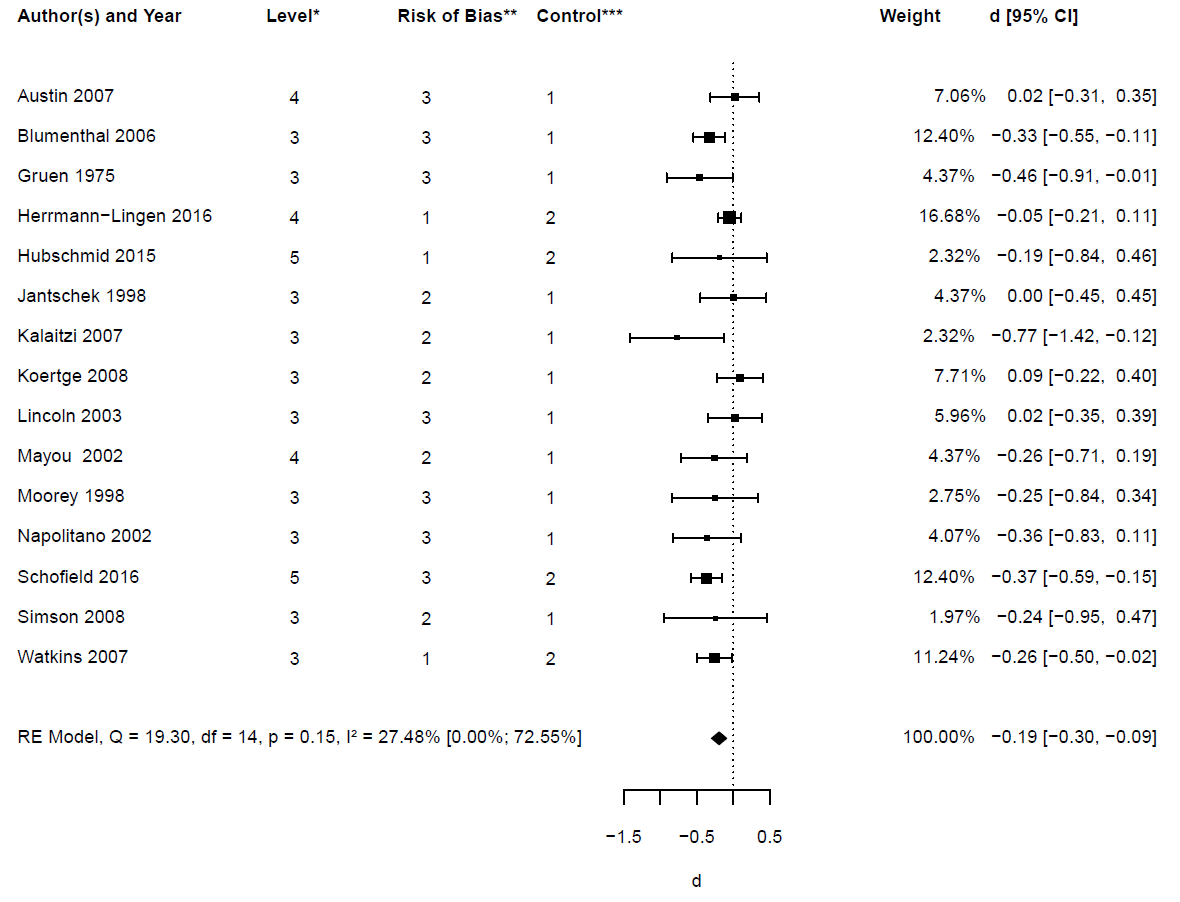 Author(s) and Year Level* Risk of Bias** Control*** Weight d [95% CI]
Austin 2007 4 3 1 7.06% 0.02 [−0.31, 0.35]
Blumenthal 2006 3 3 1 12.40% −0.33 [−0.55, −0.11]
Gruen 1975 3 3 1 4.37% −0.46 [−0.91, −0.01]
Herrmann−Lingen 2016 4 1 2 16.68% −0.05 [−0.21, 0.11]
Hubschmid 2015 5 1 2 2.32% −0.19 [−0.84, 0.46]
Jantschek 1998 3 2 1 4.37% 0.00 [−0.45, 0.45]
Kalaitzi 2007 3 2 1 2.32% −0.77 [−1.42, −0.12]
Koertge 2008 3 2 1 7.71% 0.09 [−0.22, 0.40]
Lincoln 2003 3 3 1 5.96% 0.02 [−0.35, 0.39]
Mayou 2002 4 2 1 4.37% −0.26 [−0.71, 0.19]
Moorey 1998 3 3 1 2.75% −0.25 [−0.84, 0.34]
Napolitano 2002 3 3 1 4.07% −0.36 [−0.83, 0.11]
Schofield 2016 5 3 2 12.40% −0.37 [−0.59, −0.15]
Simson 2008 3 2 1 1.97% −0.24 [−0.95, 0.47]
Watkins 2007 3 1 2 11.24% −0.26 [−0.50, −0.02]
RE Model, Q = 19.30, df = 14, p = 0.15, I² = 27.48% [0.00%; 72.55%] 100.00% −0.19 [−0.30, −0.09]
−1.5 −0.5 0.5
d